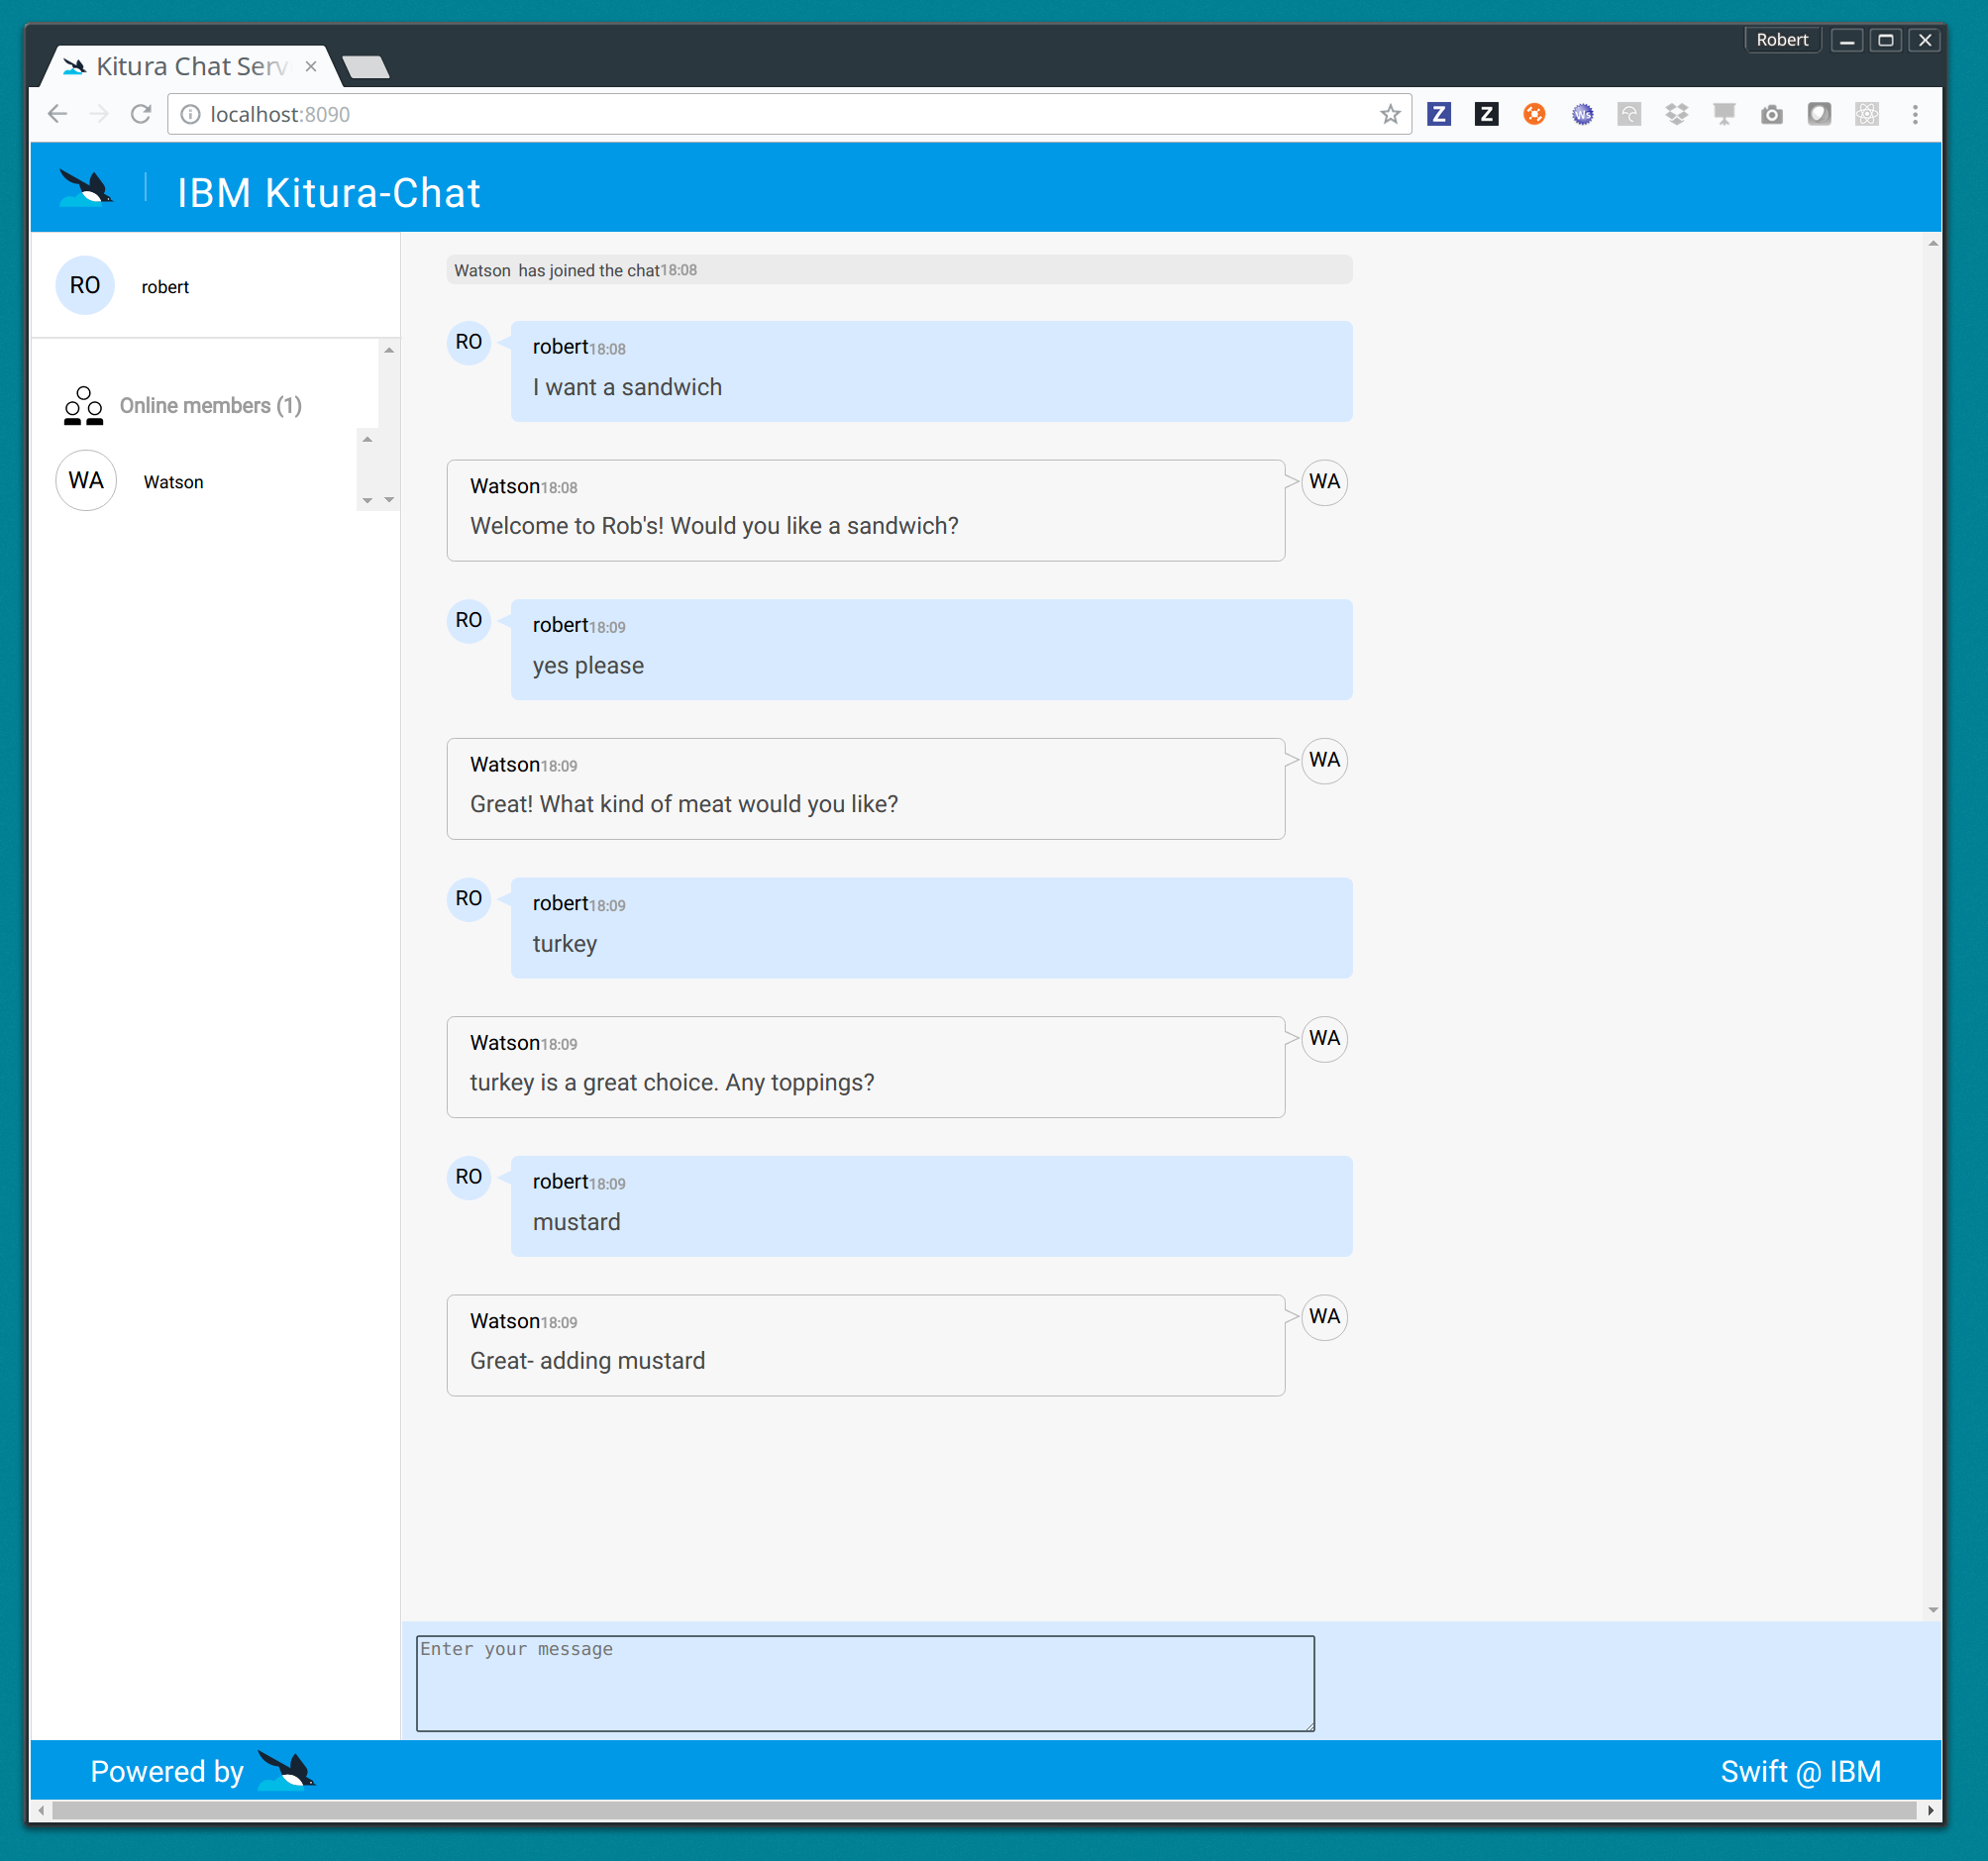 Robert
Kitura Chat Serv
localhost:8090
IBM Kitura-Chat
RO robert
Online members (1)
WA Watson
Watson has joined the chat18:08
RO
robert18:08
I want a sandwich
Watson18:08
WA
Welcome to Rob's! Would you like a sandwich?
RO
robert18:09
yes please
Watson18:09
WA
Great! What kind of meat would you like?
RO
robert18:09
turkey
Watson18:09
WA
turkey is a great choice. Any toppings?
RO
robert18:09
mustard
Watson18:09
WA
Great- adding mustard
Enter your message
Powered by
Swift @ IBM